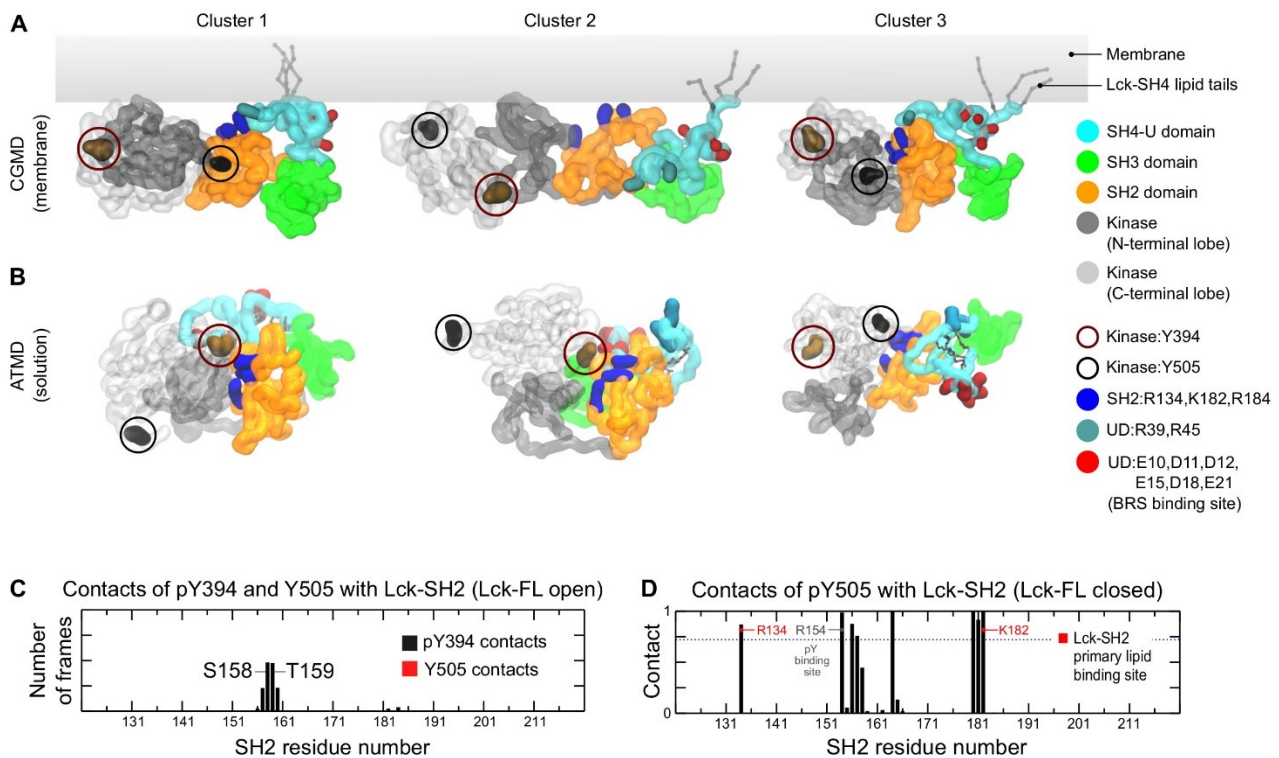 A
Cluster 1
Cluster 2
Cluster 3
CGMD
(membrane)
Membrane
Lck-SH4 lipid tails
SH4-U domain
SH3 domain
SH2 domain
Kinase
(N-terminal lobe)
Kinase
(C-terminal lobe)
B
ATMD
(solution)
Kinase:Y394
Kinase:Y505
SH2:R134,K182,R184
UD:R39,R45
UD:E10,D11,D12,
E15,D18,E21
(BRS binding site)
C
Contacts of pY394 and Y505 with Lck-SH2 (Lck-FL open)
Number
of frames
S158
T159
pY394 contacts
Y505 contacts
131 141 151 161 171 181 191 201 211
SH2 residue number
D
Contacts of pY505 with Lck-SH2 (Lck-FL closed)
Contact
1
0
R134
R154
pY
binding
site
K182
Lck-SH2
primary lipid
binding site
131 141 151 161 171 181 191 201 211
SH2 residue number